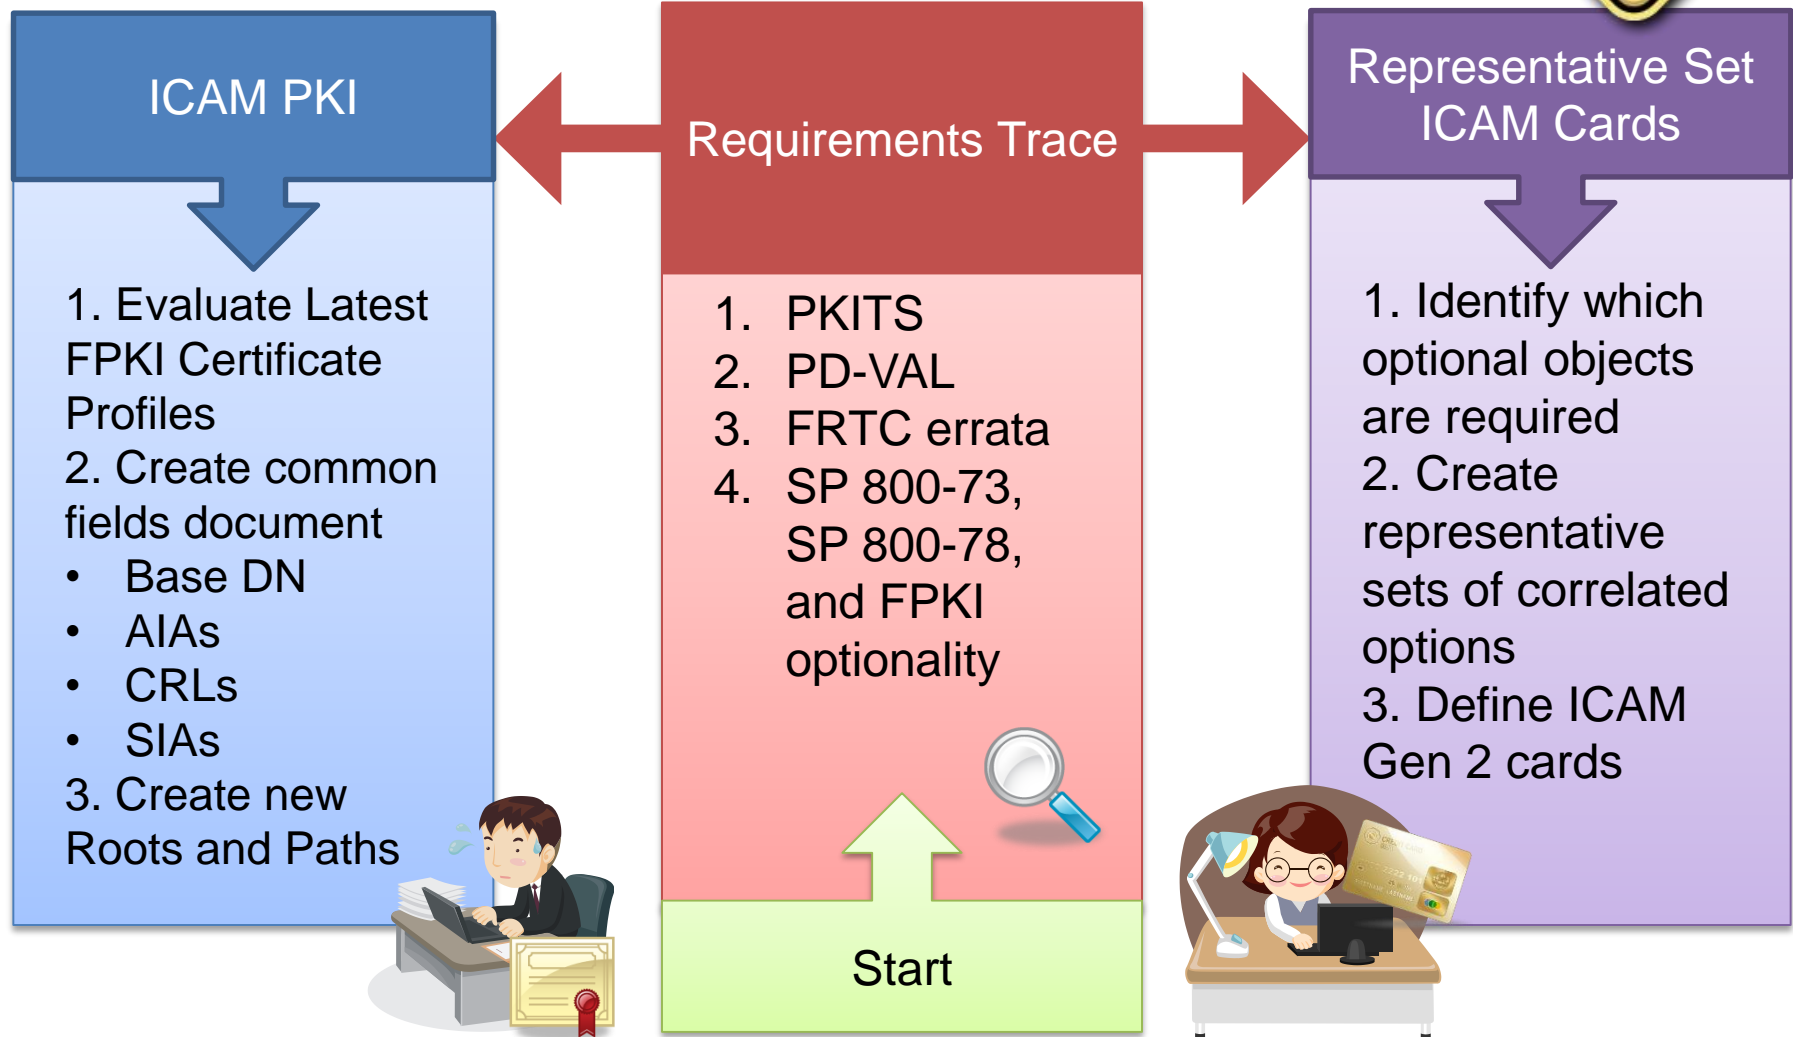 ICAM PKI
1. Evaluate Latest
FPKI Certificate
Profiles
2. Create common
fields document
• Base DN
• AIAs
• CRLs
• SIAs
3. Create new
Roots and Paths
Requirements Trace
1. PKITS
2. PD-VAL
3. FRTC errata
4. SP 800-73,
SP 800-78,
and FPKI
optionality
Start
Representative Set
ICAM Cards
1. Identify which
optional objects
are required
2. Create
representative
sets of correlated
options
3. Define ICAM
Gen 2 cards